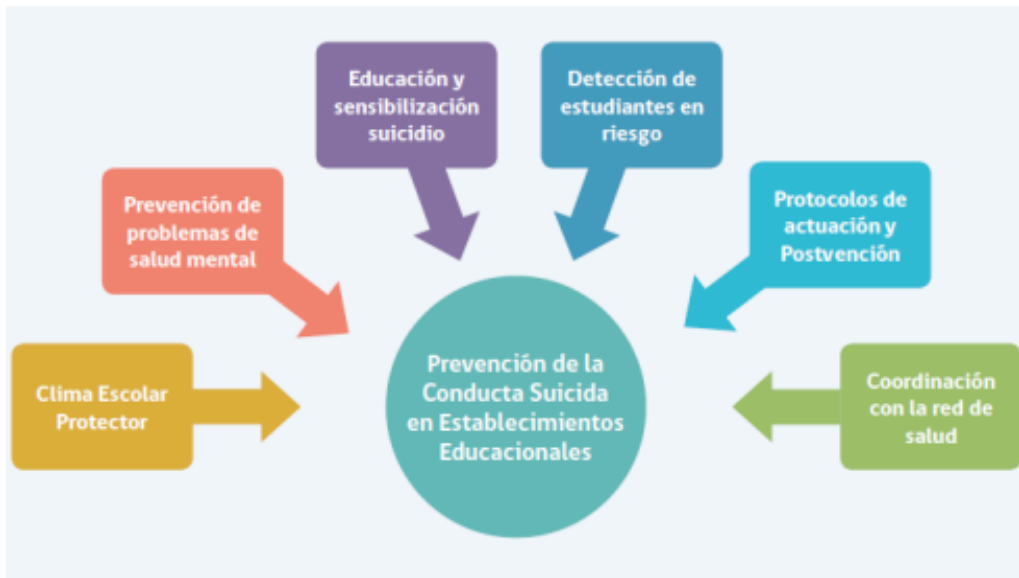 Educación y
sensibilización
suicidio
Detección de
estudiantes en
riesgo
Prevención de
problemas de
salud mental
Protocolos de
actuación y
Postvención
Clima Escolar
Protector
Prevención de la
Conducta Suicida
en Establecimientos
Educacionales
Coordinación
con la red de
salud